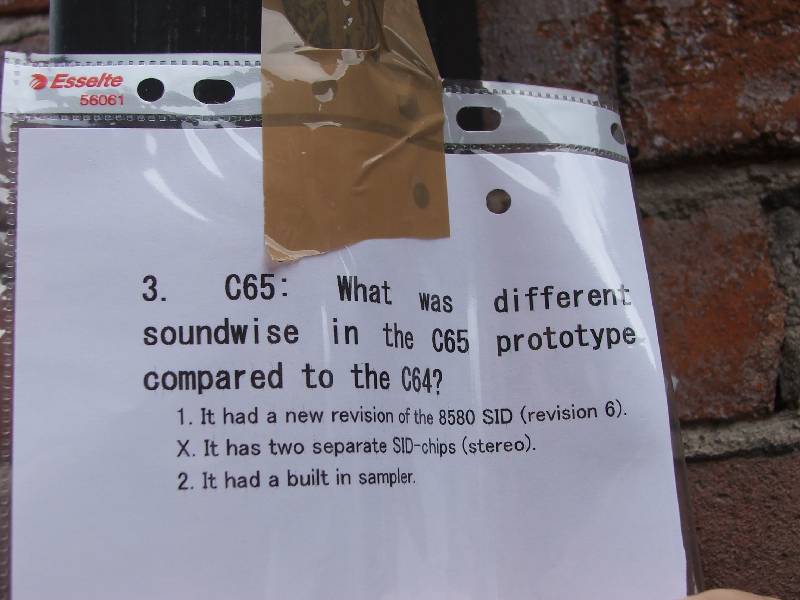 Esselte
56061
3. C65: What was different
soundwise in the C65 prototype
compared to the C64?
1. It had a new revision of the 8580 SID (revision 6).
X. It has two separate SID-chips (stereo).
2. It had a built in sampler.